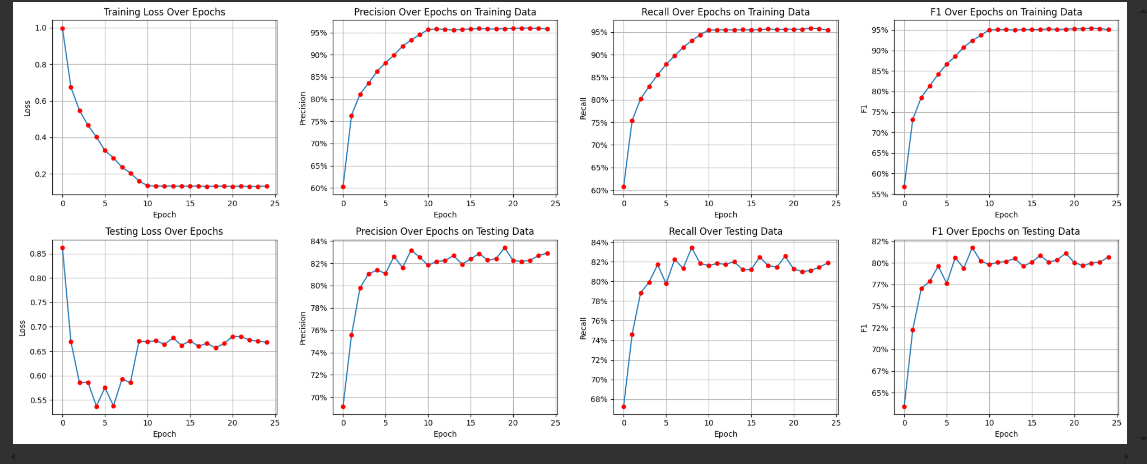 Training Loss Over Epochs
Loss
1.0
0.8
0.6
0.4
0.2
0 5 10 15 20 25
Epoch
Precision Over Epochs on Training Data
Precision
95%
90%
85%
80%
75%
70%
65%
60%
0 5 10 15 20 25
Epoch
Recall Over Epochs on Training Data
Recall
95%
90%
85%
80%
75%
70%
65%
60%
0 5 10 15 20 25
Epoch
F1 Over Epochs on Training Data
F1
95%
90%
85%
80%
75%
70%
65%
60%
55%
0 5 10 15 20 25
Epoch
Testing Loss Over Epochs
Loss
0.85
0.80
0.75
0.70
0.65
0.60
0.55
0 5 10 15 20 25
Epoch
Precision Over Epochs on Testing Data
Precision
84%
82%
80%
78%
76%
74%
72%
70%
0 5 10 15 20 25
Epoch
Recall Over Testing Data
Recall
84%
82%
80%
78%
76%
74%
72%
70%
68%
0 5 10 15 20 25
Epoch
F1 Over Epochs on Testing Data
F1
82%
80%
77%
75%
72%
70%
67%
65%
0 5 10 15 20 25
Epoch